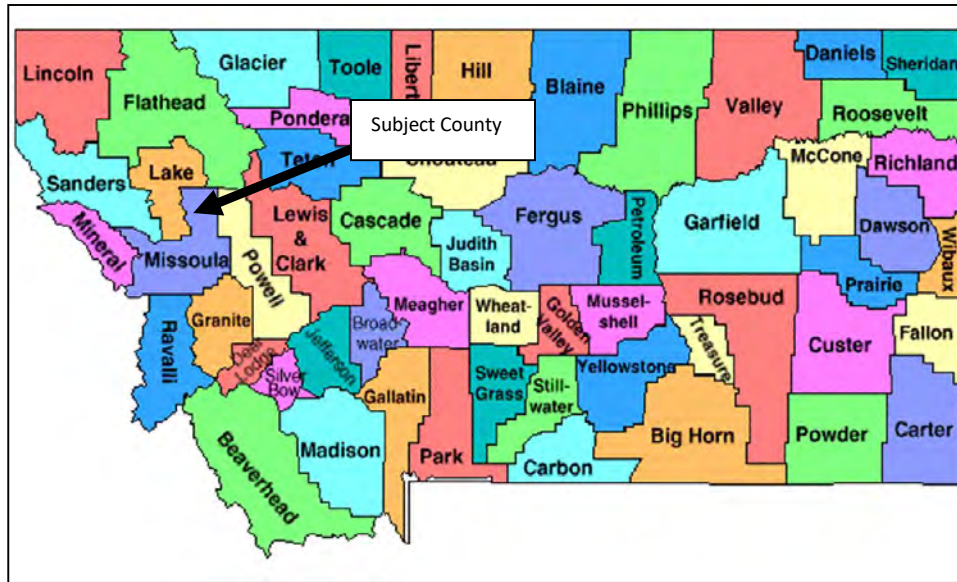 Lincoln
Flathead
Glacier
Toole
Libert
Hill
Blaine
Phillips
Valley
Daniels
Sheridan
Roosevelt
Pondera
Subject County
McCone
Richland
Sanders
Lake
Lewis
& Clark
Cascade
Judith
Basin
Fergus
Petroleum
Garfield
Dawson
Wibaux
Mineral
Missoula
Powell
Meagher
Wheat-
land
Golden
Valley
Mussel-
shell
Rosebud
Treasure
Prairie
Custer
Fallon
Ravalli
Granite
Lodge
Silver
Bow
Jefferson
Broad-
water
Gallatin
Park
Sweet
Grass
Still-
water
Yellowstone
Big Horn
Powder
Carter
Beaverhead
Madison
Carbon